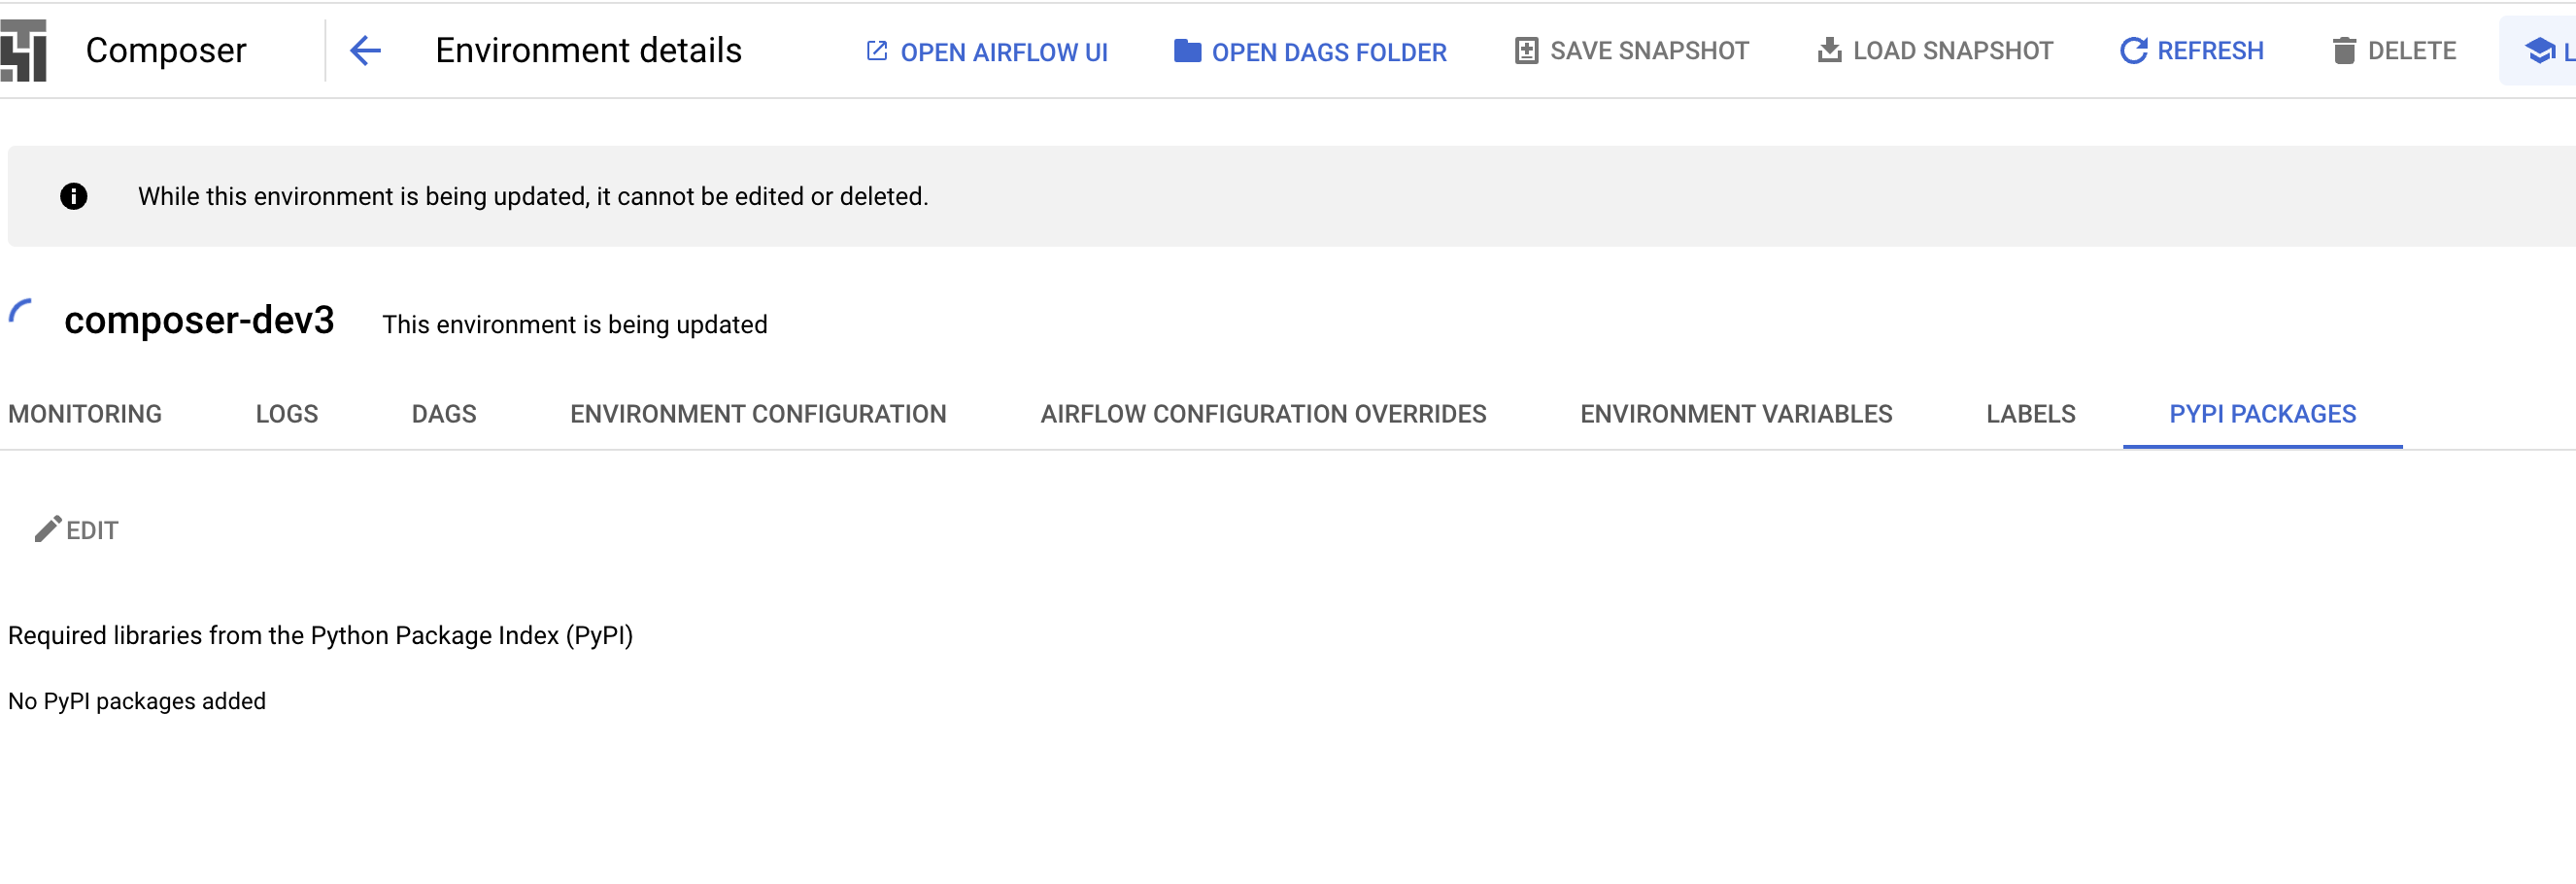 Composer
Environment details
OPEN AIRFLOW UI
OPEN DAGS FOLDER
SAVE SNAPSHOT
LOAD SNAPSHOT
REFRESH
DELETE
While this environment is being updated, it cannot be edited or deleted.
composer-dev3
This environment is being updated
MONITORING
LOGS
DAGS
ENVIRONMENT CONFIGURATION
AIRFLOW CONFIGURATION OVERRIDES
ENVIRONMENT VARIABLES
LABELS
PYPI PACKAGES
EDIT
Required libraries from the Python Package Index (PyPI)
No PyPI packages added